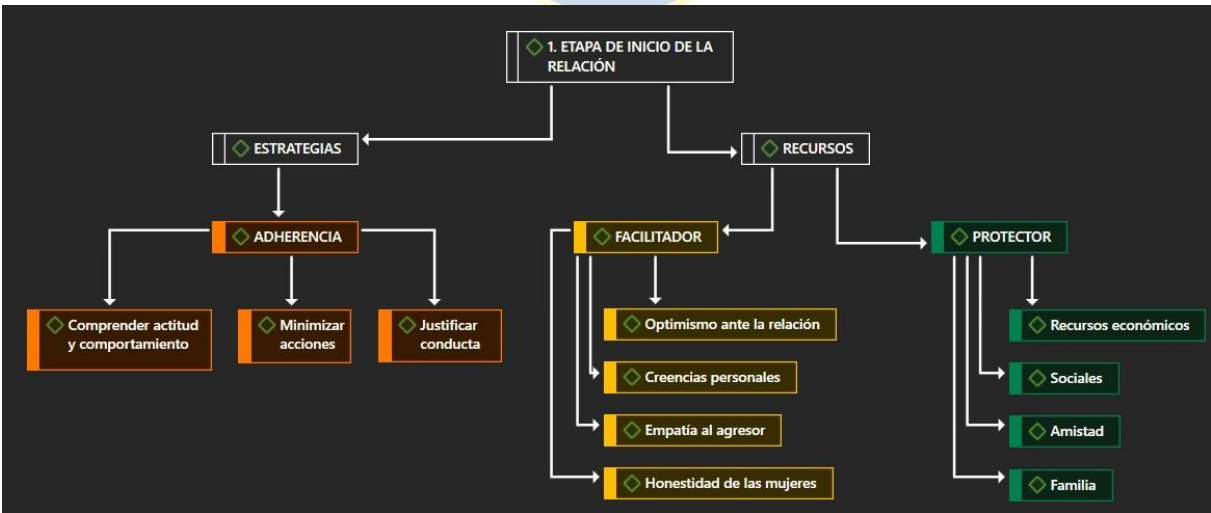 1. ETAPA DE INICIO DE LA
RELACIÓN
ESTRATEGIAS
RECURSOS
ADHERENCIA
FACILITADOR
PROTECTOR
Comprender actitud
y comportamiento
Minimizar
acciones
Justificar
conducta
Optimismo ante la relación
Creencias personales
Empatía al agresor
Honestidad de las mujeres
Recursos económicos
Sociales
Amistad
Familia